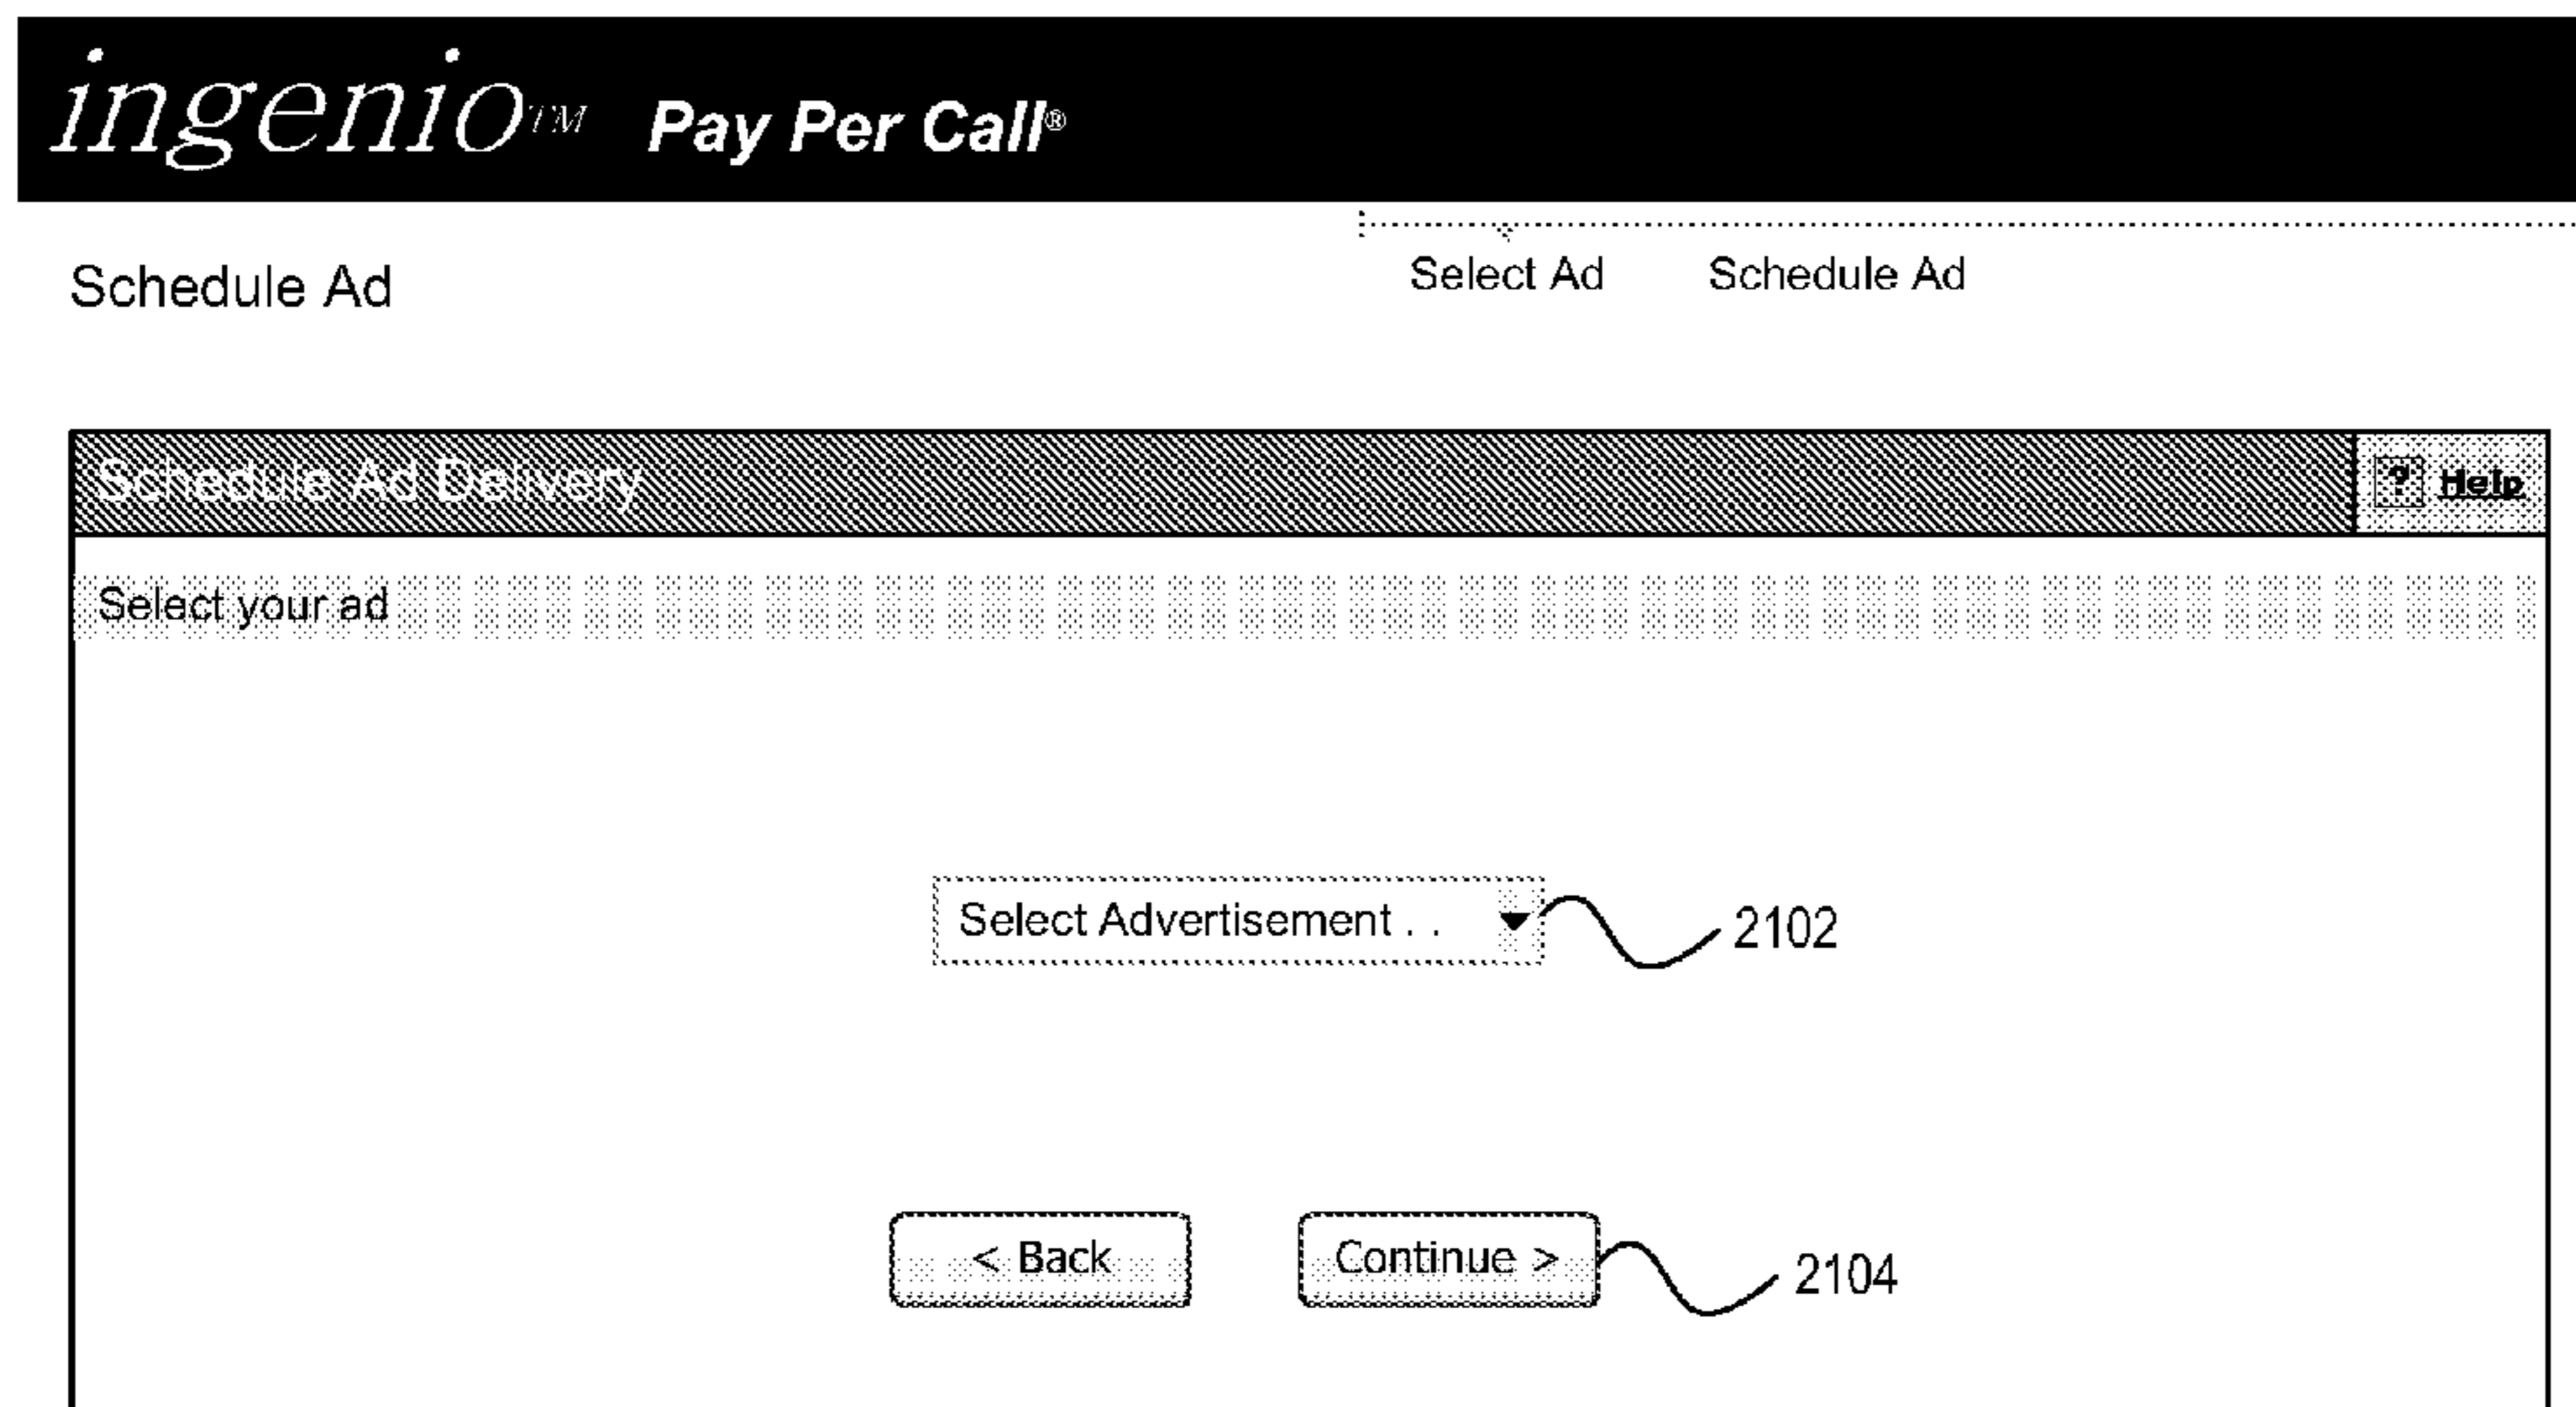 ingenio™ Pay Per Call®
Schedule Ad
Select Ad Schedule Ad
Schedule Ad Delivery
? Help
Select your ad
Select Advertisement . .
2102
< Back
Continue >
2104